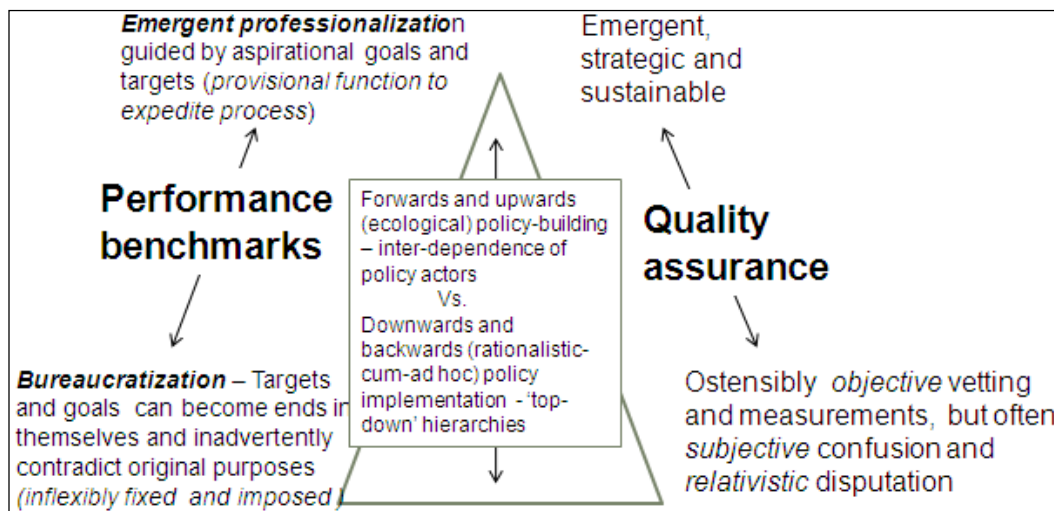 Emergent professionalization
guided by aspirational goals and
targets (provisional function to
expedite process)
Emergent,
strategic and
sustainable
Performance
benchmarks
Forwards and upwards
(ecological) policy-building
– inter-dependence of
policy actors
Vs.
Downwards and
backwards (rationalistic-
cum-ad hoc) policy
implementation - ‘top-
down’ hierarchies
Quality
assurance
Bureaucratization – Targets
and goals can become ends in
themselves and inadvertently
contradict original purposes
(inflexibly fixed and imposed )
Ostensibly objective vetting
and measurements, but often
subjective confusion and
relativistic disputation